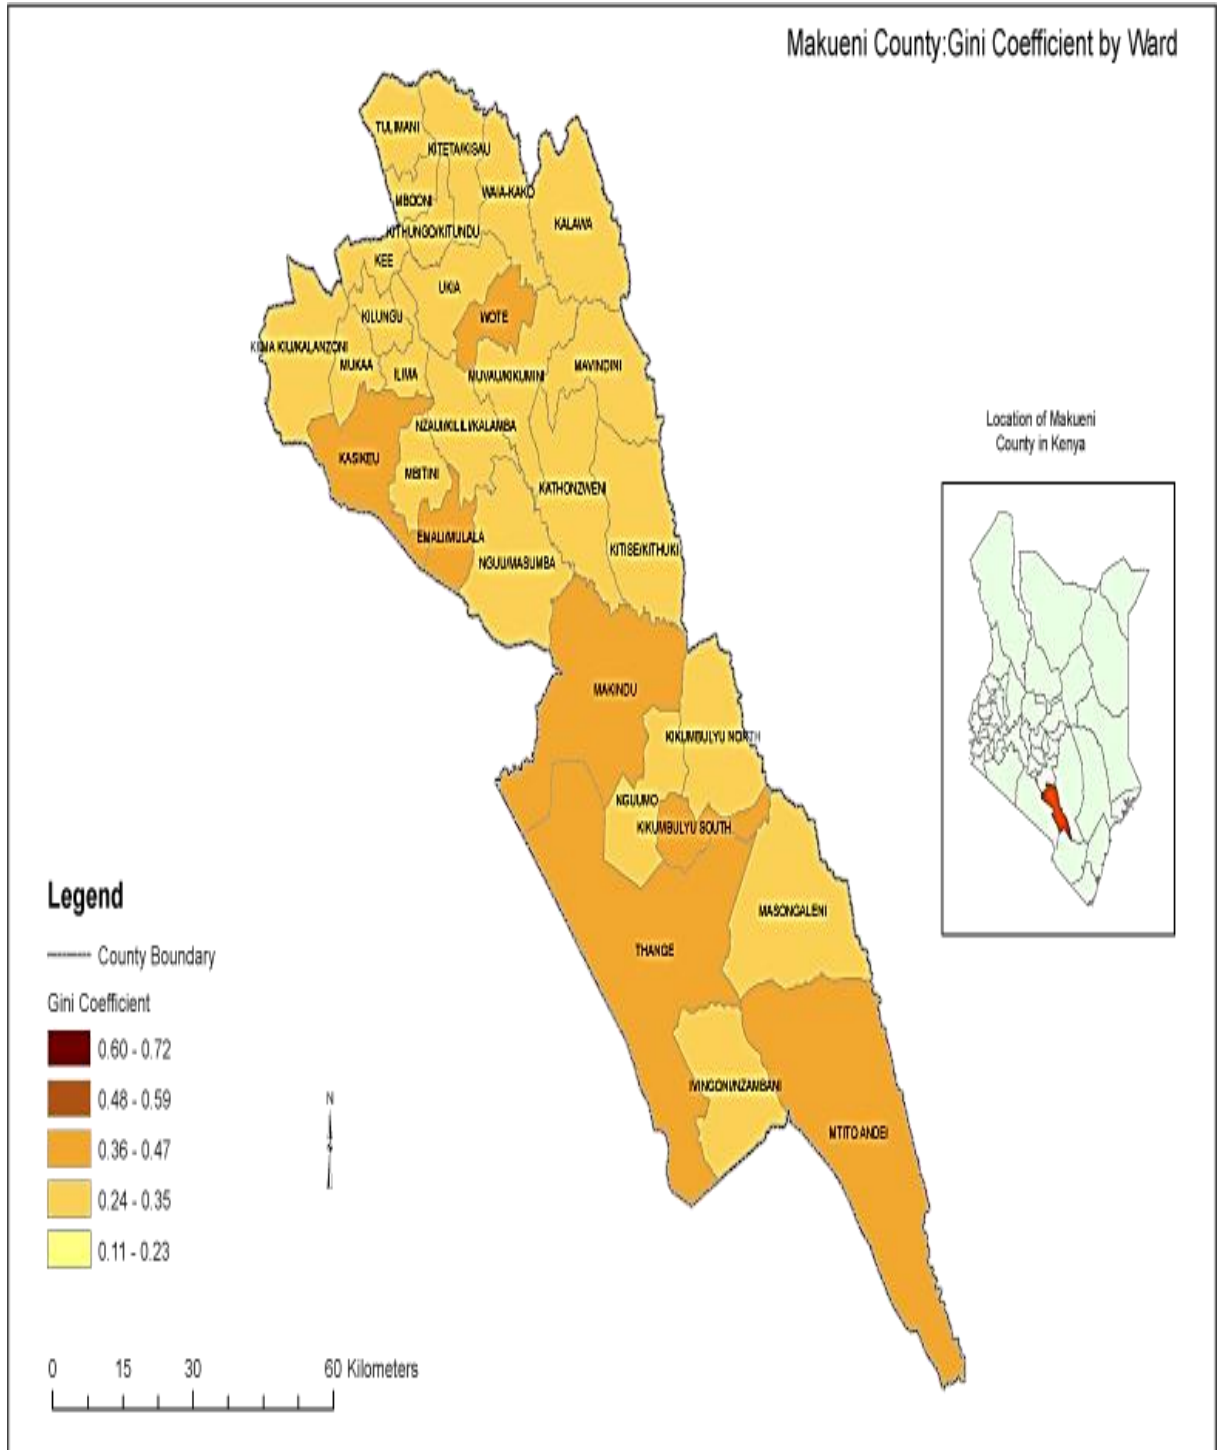 Makueni County:Gini Coefficient by Ward
TULIMANI
KITETA/KISAU
WAIA-KAKO
MBOONI
KALAWA
KITHUNGO/KITUNDU
KEE
UKIA
KILUNGU
WOTE
KIIMA KIU/KALANZONI
MUKAA
ILIMA
MUVAU/KIKUMINI
MAVINDINI
NZAUI/KILILI/KALAMBA
KASIKEU
MBITINI
KATHONZWENI
EMALI/MULALA
NGUU/MASUMBA
KITISE/KITHUKI
MAKINDU
KIKUMBULYU NORTH
NGUUMO
KIKUMBULYU SOUTH
MASONGALENI
THANGE
IVINGONI/NZAMBANI
MTITO ANDEI
Location of Makueni
County in Kenya
Legend
County Boundary
Gini Coefficient
0.60 - 0.72
0.48 - 0.59
0.36 - 0.47
0.24 - 0.35
0.11 - 0.23
N
0 15 30 60 Kilometers